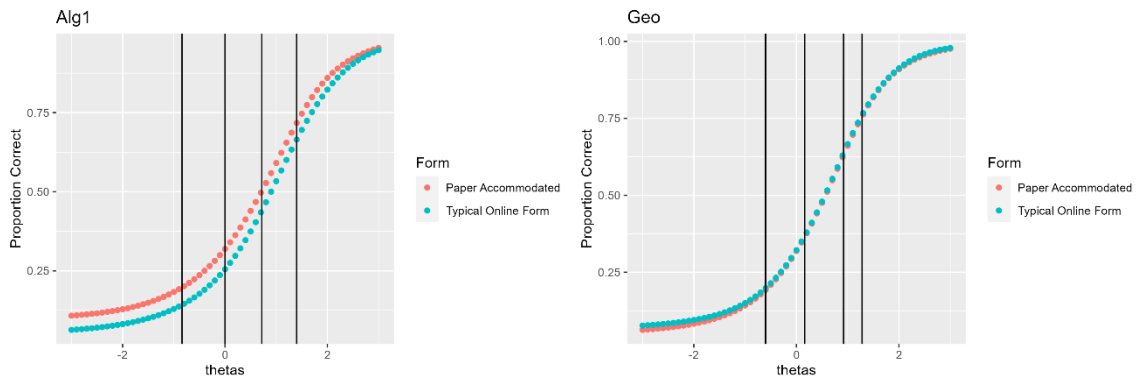 Alg1
Proportion Correct
0.75
0.50
0.25
-2
0
2
thetas
Form
Paper Accommodated
Typical Online Form
Geo
Proportion Correct
1.00
0.75
0.50
0.25
-2
0
2
thetas
Form
Paper Accommodated
Typical Online Form